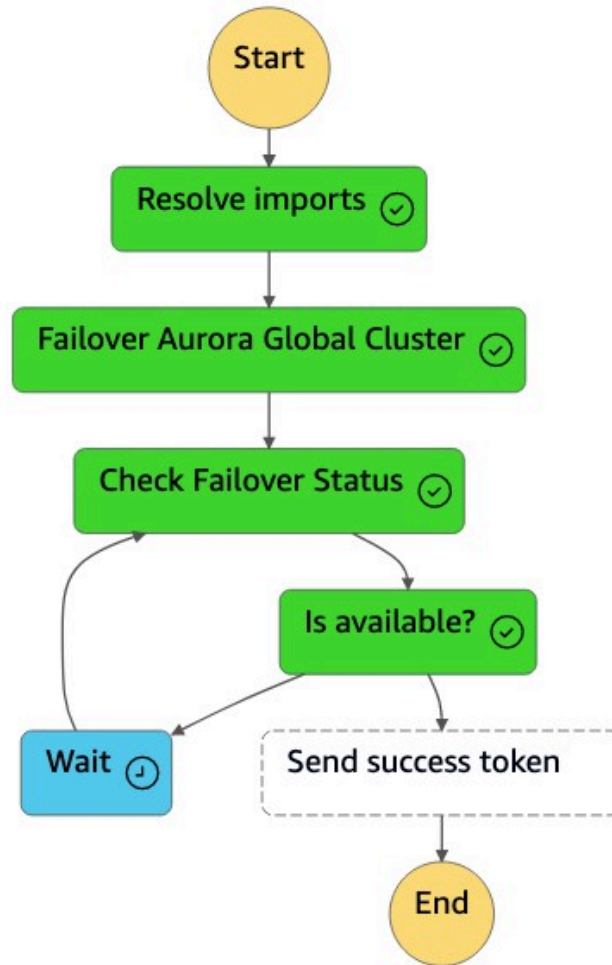 Start
Resolve imports
Failover Aurora Global Cluster
Check Failover Status
Is available?
Wait
Send success token
End